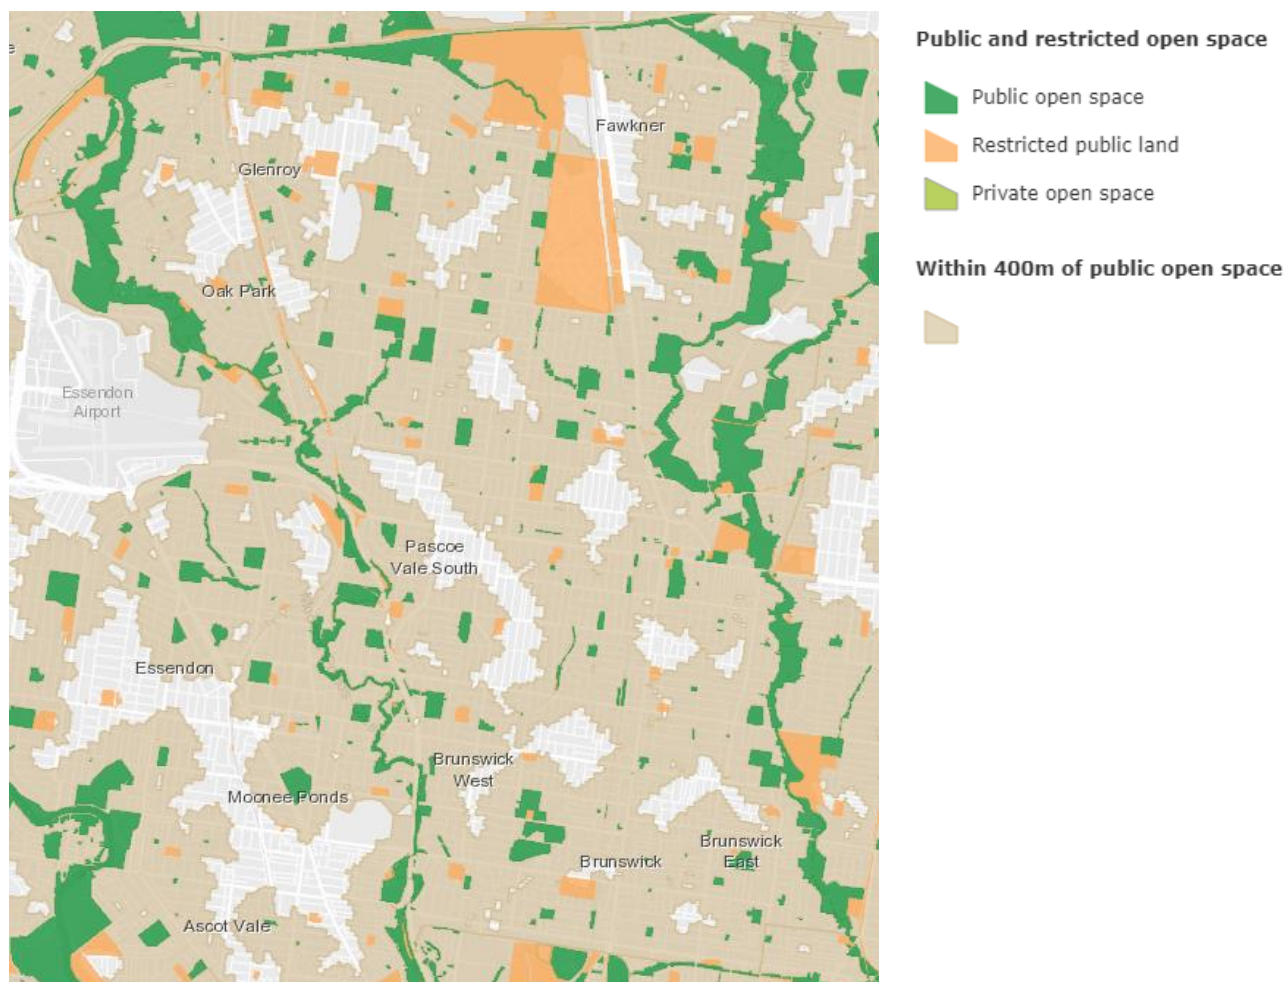 e
Fawkner
Glenroy
Oak Park
Essendon
Airport
Pascoe
Vale South
Essendon
Brunswick
West
Moonee Ponds
Brunswick
East
Brunswick
Ascot Vale
Public and restricted open space
Public open space
Restricted public land
Private open space
Within 400m of public open space